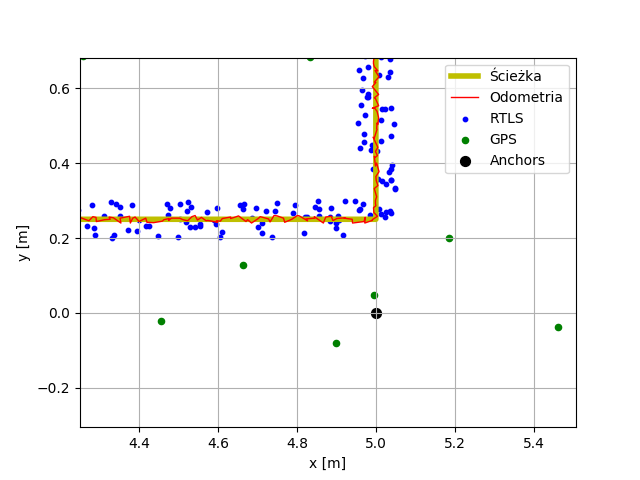 Ścieżka
Odometria
RTLS
GPS
Anchors
0.6
0.4
0.2
0.0
−0.2
y [m]
4.4
4.6
4.8
5.0
5.2
5.4
x [m]